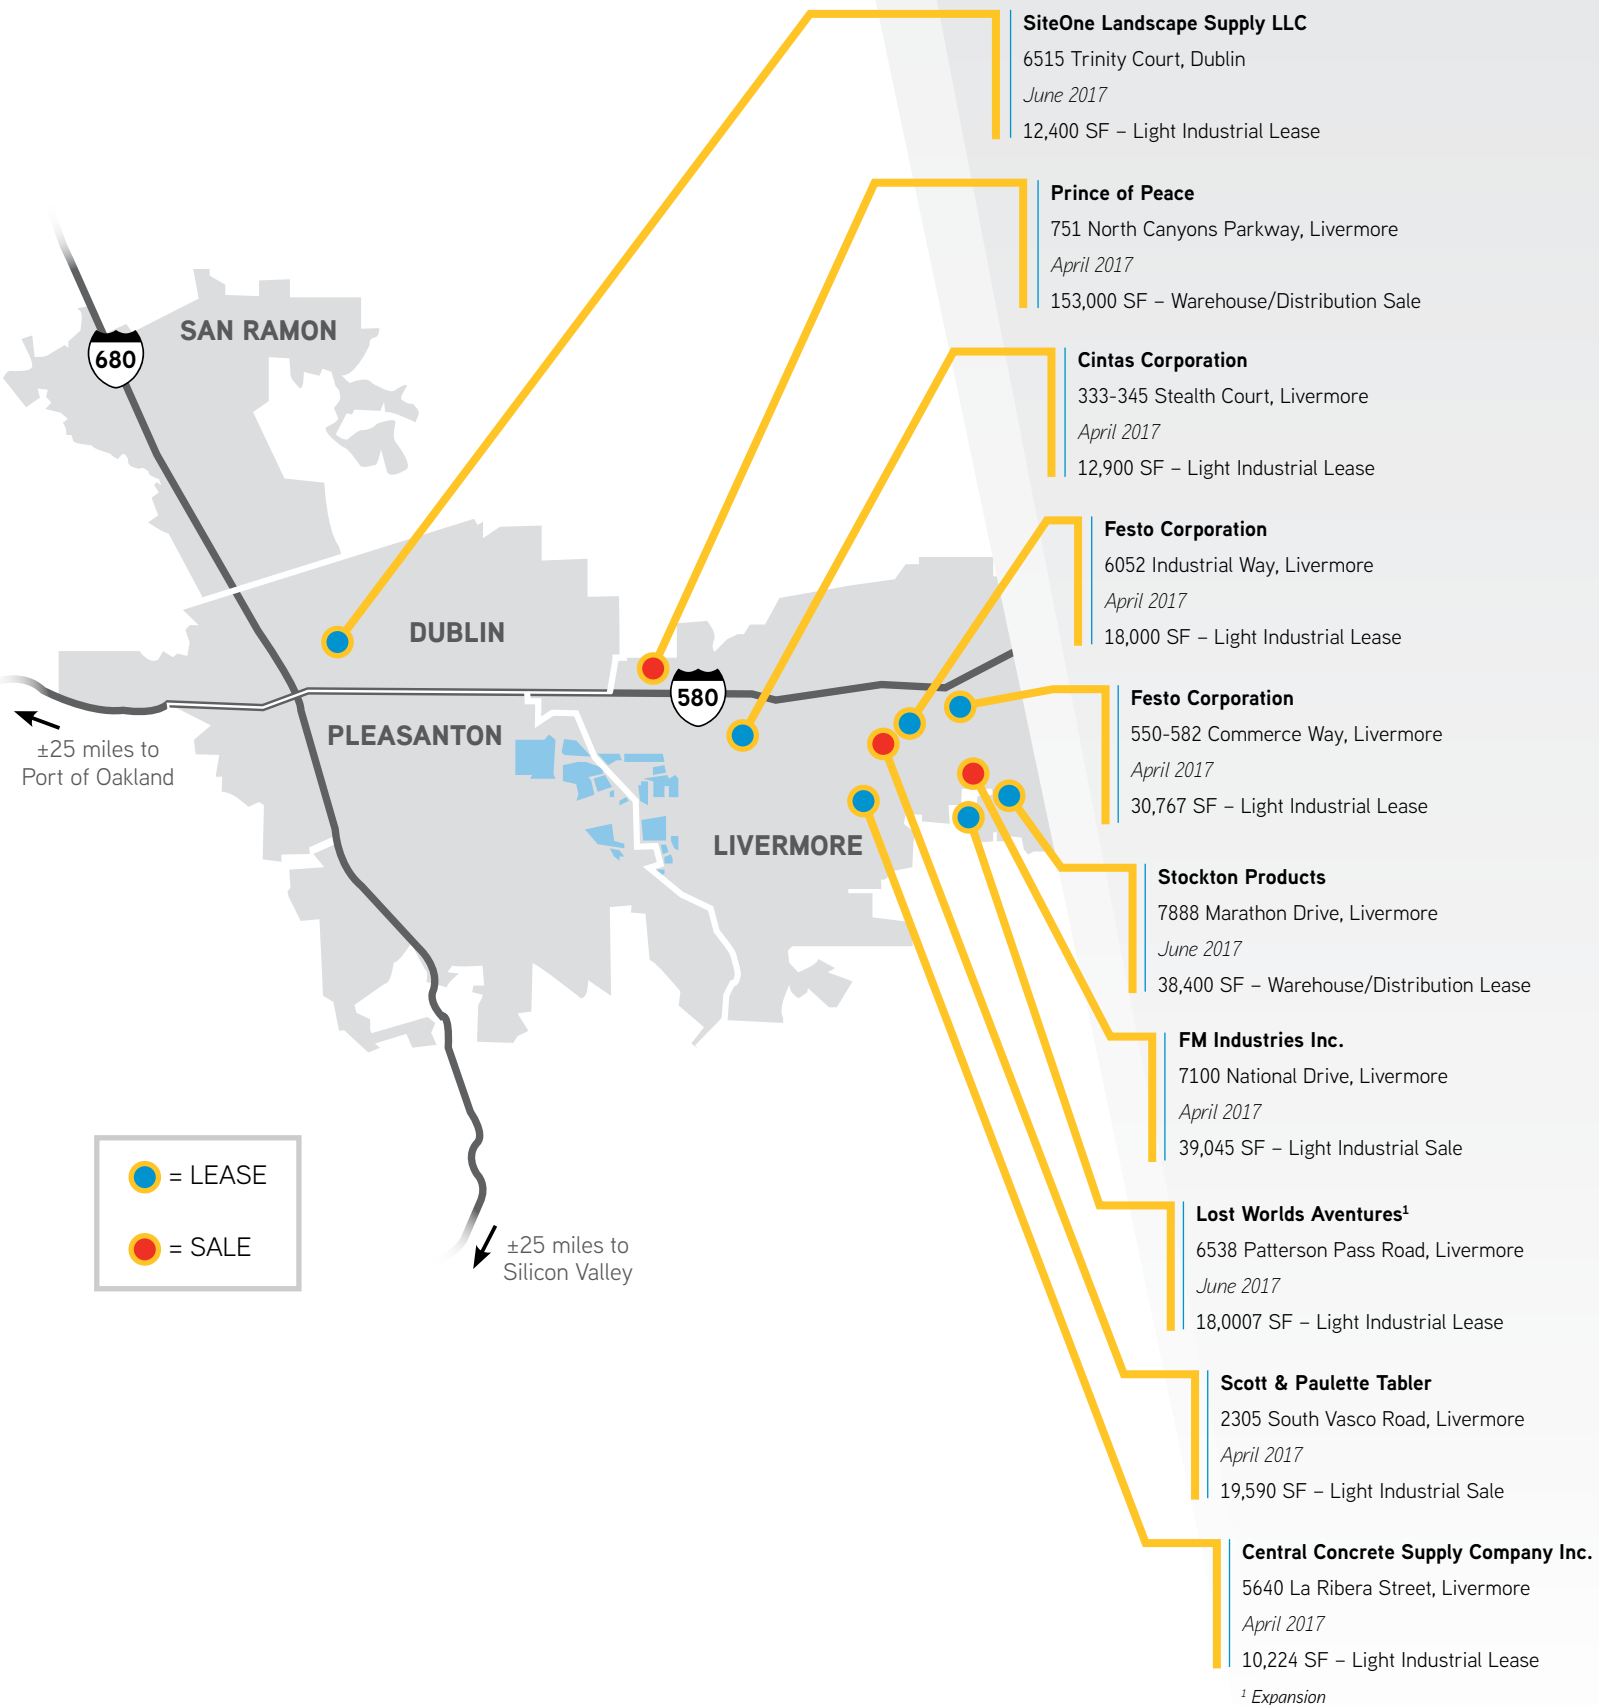 SiteOne Landscape Supply LLC
6515 Trinity Court, Dublin
June 2017
12,400 SF – Light Industrial Lease
Prince of Peace
751 North Canyons Parkway, Livermore
April 2017
153,000 SF – Warehouse/Distribution Sale
Cintas Corporation
333-345 Stealth Court, Livermore
April 2017
12,900 SF – Light Industrial Lease
Festo Corporation
6052 Industrial Way, Livermore
April 2017
18,000 SF – Light Industrial Lease
Festo Corporation
550-582 Commerce Way, Livermore
April 2017
30,767 SF – Light Industrial Lease
Stockton Products
7888 Marathon Drive, Livermore
June 2017
38,400 SF – Warehouse/Distribution Lease
FM Industries Inc.
7100 National Drive, Livermore
April 2017
39,045 SF – Light Industrial Sale
Lost Worlds Aventures¹
6538 Patterson Pass Road, Livermore
June 2017
18,0007 SF – Light Industrial Lease
Scott & Paulette Tabler
2305 South Vasco Road, Livermore
April 2017
19,590 SF – Light Industrial Sale
Central Concrete Supply Company Inc.
5640 La Ribera Street, Livermore
April 2017
10,224 SF – Light Industrial Lease
¹ Expansion
SAN RAMON
680
DUBLIN
580
PLEASANTON
LIVERMORE
±25 miles to
Port of Oakland
= LEASE
= SALE
±25 miles to
Silicon Valley